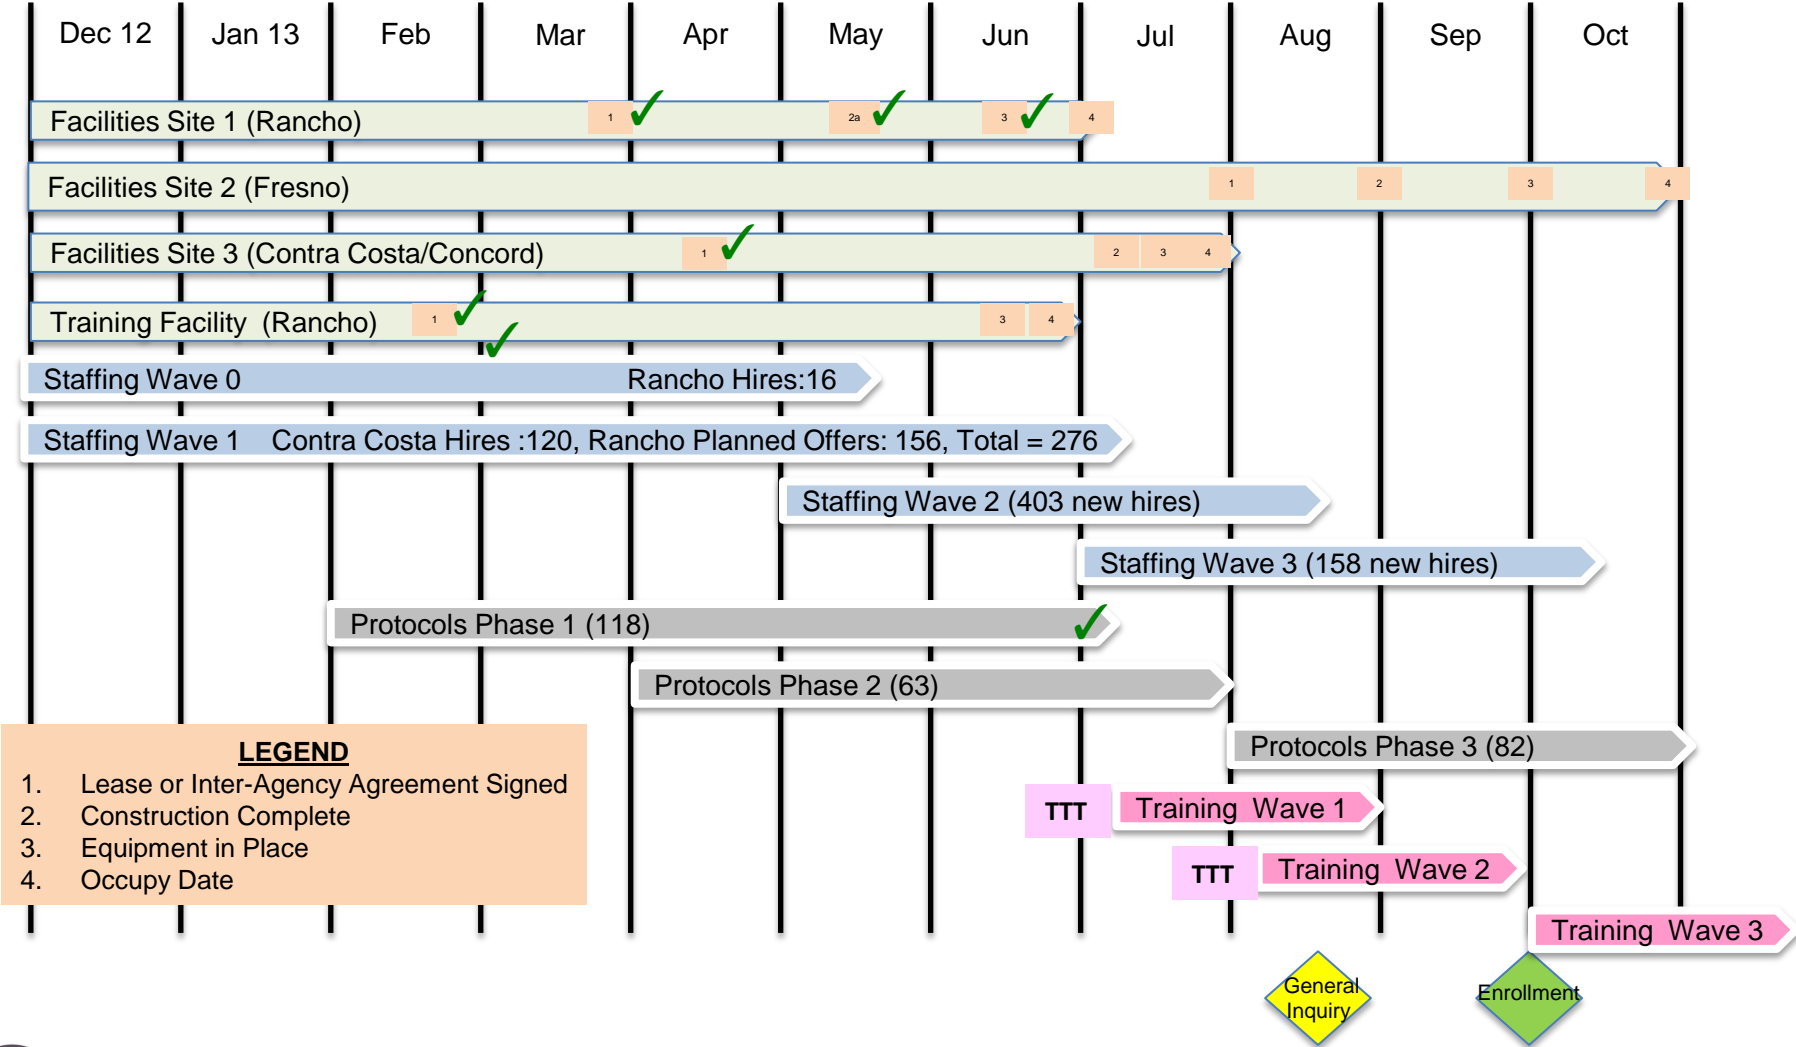 Dec 12 Jan 13 Feb Mar Apr May Jun Jul Aug Sep Oct
Facilities Site 1 (Rancho) 1 2a 3 4
Facilities Site 2 (Fresno) 1 2 3 4
Facilities Site 3 (Contra Costa/Concord) 1 2 3 4
Training Facility (Rancho) 1 3 4
Staffing Wave 0 Rancho Hires:16
Staffing Wave 1 Contra Costa Hires :120, Rancho Planned Offers: 156, Total = 276
Staffing Wave 2 (403 new hires)
Staffing Wave 3 (158 new hires)
Protocols Phase 1 (118)
Protocols Phase 2 (63)
Protocols Phase 3 (82)
LEGEND
1. Lease or Inter-Agency Agreement Signed
2. Construction Complete
3. Equipment in Place
4. Occupy Date
TTT Training Wave 1
TTT Training Wave 2
Training Wave 3
General
Inquiry
Enrollment